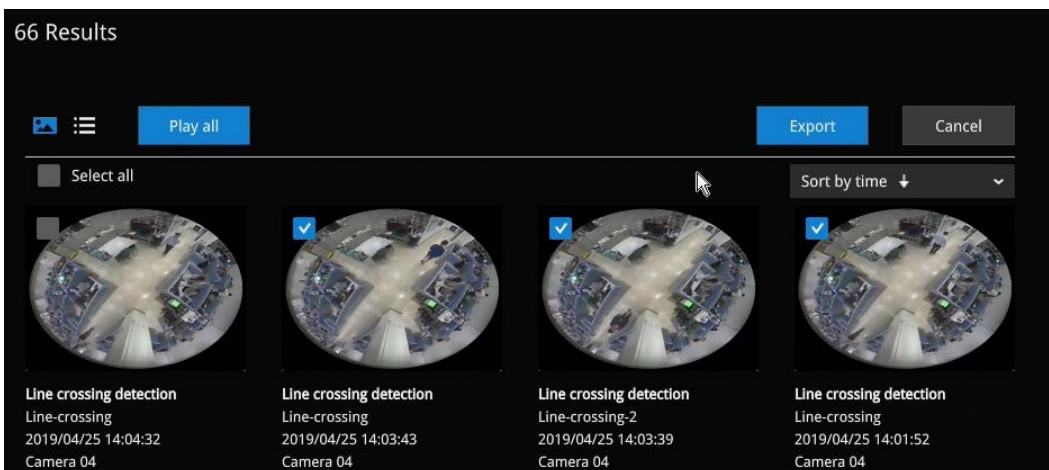 66 Results
Play all
Export
Cancel
Select all
Sort by time
Line crossing detection
Line-crossing
2019/04/25 14:04:32
Camera 04
Line crossing detection
Line-crossing
2019/04/25 14:03:43
Camera 04
Line crossing detection
Line-crossing-2
2019/04/25 14:03:39
Camera 04
Line crossing detection
Line-crossing
2019/04/25 14:01:52
Camera 04